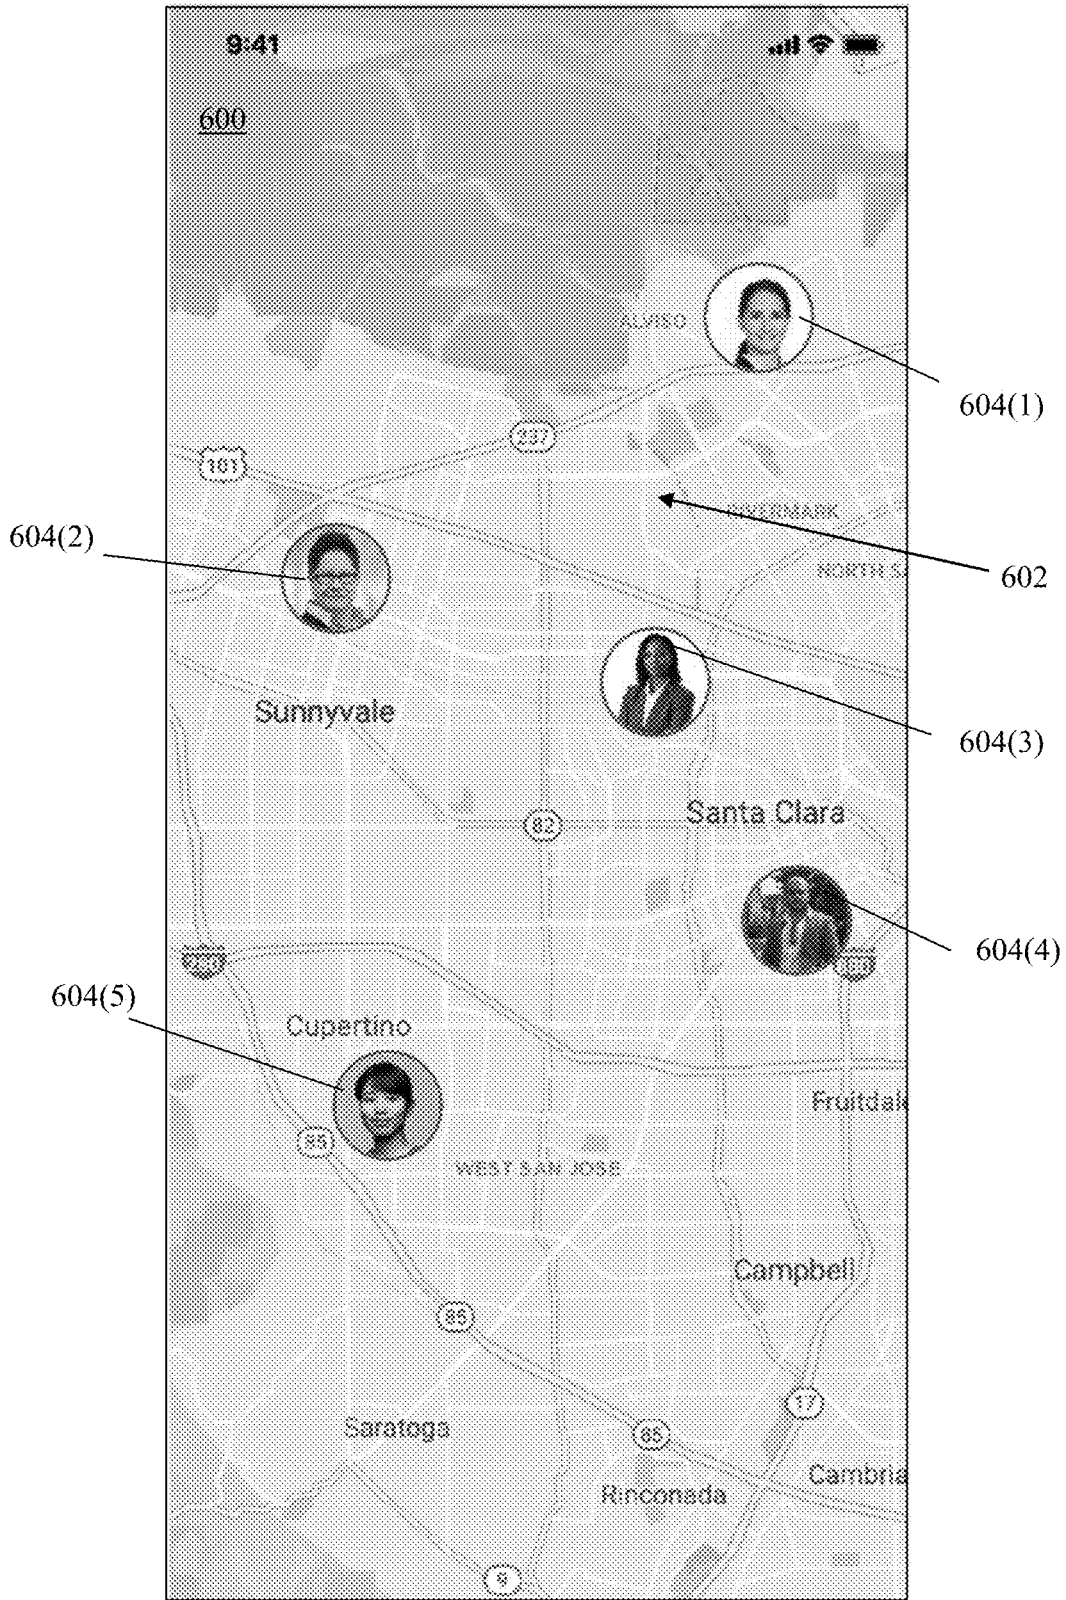 9:41
600
ALVISO
604(1)
237
101
604(2)
602
NORTH S
Sunnyvale
604(3)
Santa Clara
82
604(4)
604(5)
Cupertino
Fruitdal
85
WEST SAN JOSE
Campbell
85
17
Saratoga
85
Cambria
Rinconada
9